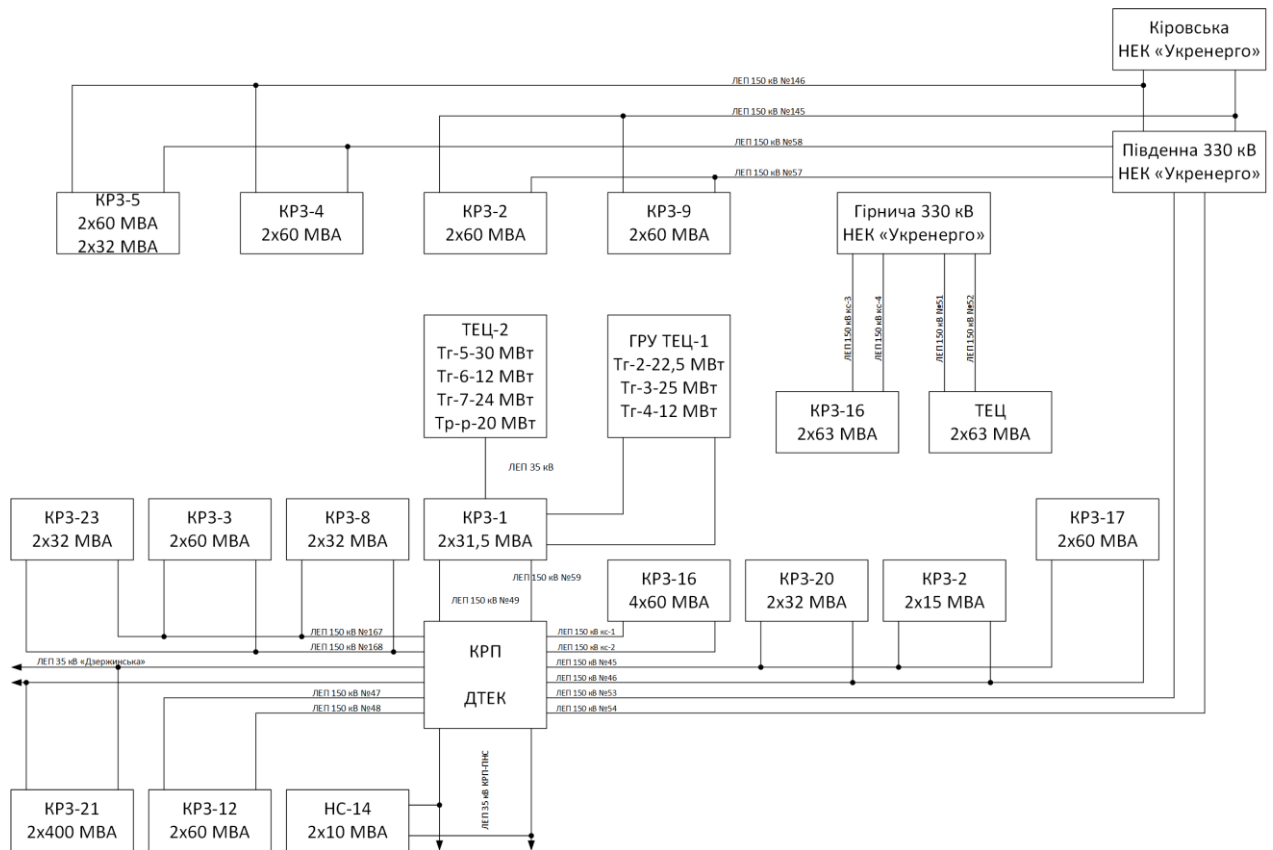 Кіровська
НЕК «Укренерго»
ЛЕП 150 кВ №146
ЛЕП 150 кВ №145
ЛЕП 150 кВ №58
ЛЕП 150 кВ №57
Південна 330 кВ
НЕК «Укренерго»
КРЗ-5
2х60 МВА
2х32 МВА
КРЗ-4
2х60 МВА
КРЗ-2
2х60 МВА
КРЗ-9
2х60 МВА
Гірнича 330 кВ
НЕК «Укренерго»
ЛЕП 150 кВ кс-3
ЛЕП 150 кВ кс-4
ЛЕП 150 кВ №51
ЛЕП 150 кВ №52
ТЕЦ-2
Тг-5-30 МВт
Тг-6-12 МВт
Тг-7-24 МВт
Тр-р-20 МВт
ГРУ ТЕЦ-1
Тг-2-22,5 МВт
Тг-3-25 МВт
Тг-4-12 МВт
КРЗ-16
2х63 МВА
ТЕЦ
2х63 МВА
ЛЕП 35 кВ
КРЗ-23
2х32 МВА
КРЗ-3
2х60 МВА
КРЗ-8
2х32 МВА
КРЗ-1
2х31,5 МВА
КРЗ-17
2х60 МВА
ЛЕП 150 кВ №59
ЛЕП 150 кВ №49
КРЗ-16
4х60 МВА
КРЗ-20
2х32 МВА
КРЗ-2
2х15 МВА
ЛЕП 150 кВ №167
ЛЕП 150 кВ №168
ЛЕП 35 кВ «Дзержинська»
ЛЕП 150 кВ №47
ЛЕП 150 кВ №48
КРП
ДТЕК
ЛЕП 150 кВ кс-1
ЛЕП 150 кВ кс-2
ЛЕП 150 кВ №45
ЛЕП 150 кВ №46
ЛЕП 150 кВ №53
ЛЕП 150 кВ №54
ЛЕП 35 кВ КРП-ПНС
КРЗ-21
2х400 МВА
КРЗ-12
2х60 МВА
НС-14
2х10 МВА